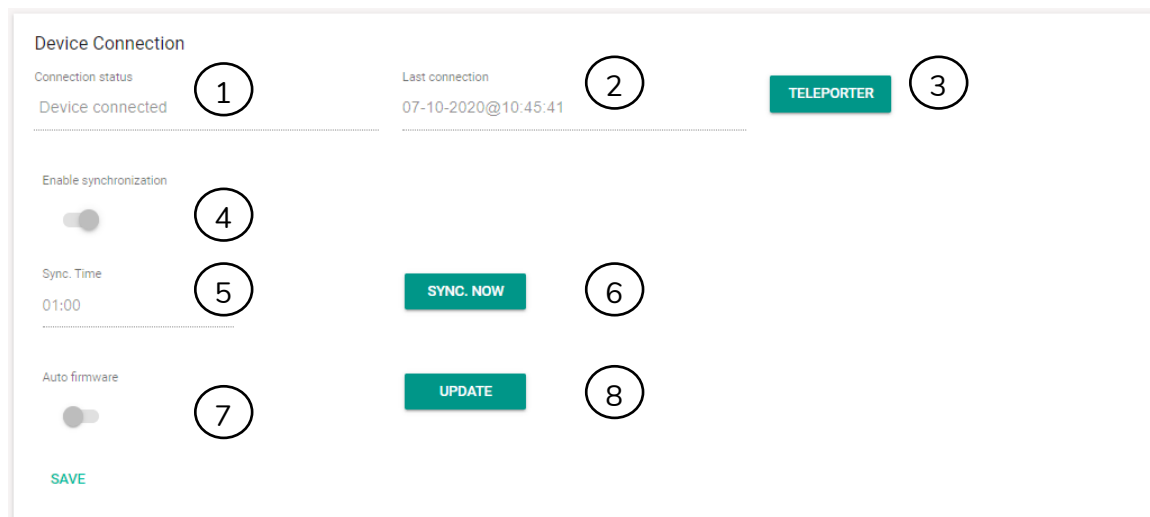 Device Connection
Connection status
Last connection
1
2
3
Device connected
07-10-2020@10:45:41
TELEPORTER
Enable synchronization
4
Sync. Time
01:00
5
SYNC. NOW
6
Auto firmware
7
UPDATE
8
SAVE